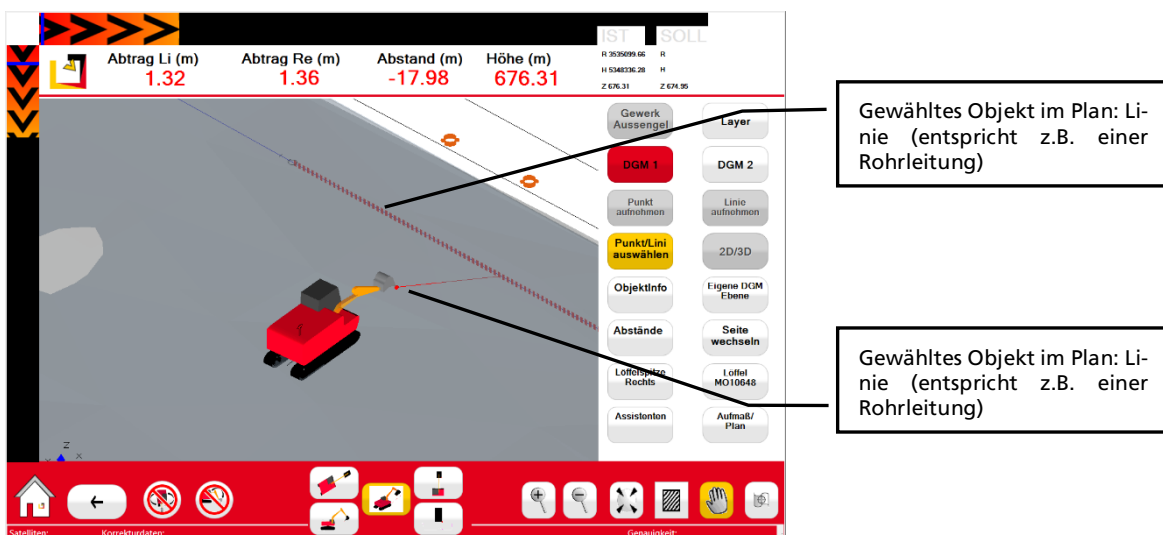 IST SOLL
Abtrag Li (m) Abtrag Re (m) Abstand (m) Höhe (m)
1.32 1.36 -17.98 676.31
R 3535099.66 R
H 5348336.28 H
Z 676.31 Z 674.95
Gewerk
Aussengel
Layer
DGM 1
DGM 2
Punkt
aufnehmen
Linie
aufnehmen
Punkt/Lini
auswählen
2D/3D
ObjektInfo
Eigene DGM
Ebene
Abstände
Seite
wechseln
Löffelspitze
Rechts
Löffel
MO10648
Assistenten
Aufmaß/
Plan
Z
Y X
Satelliten: Korrekturdaten: Genauigkeit:
Gewähltes Objekt im Plan: Li-
nie (entspricht z.B. einer
Rohrleitung)
Gewähltes Objekt im Plan: Li-
nie (entspricht z.B. einer
Rohrleitung)